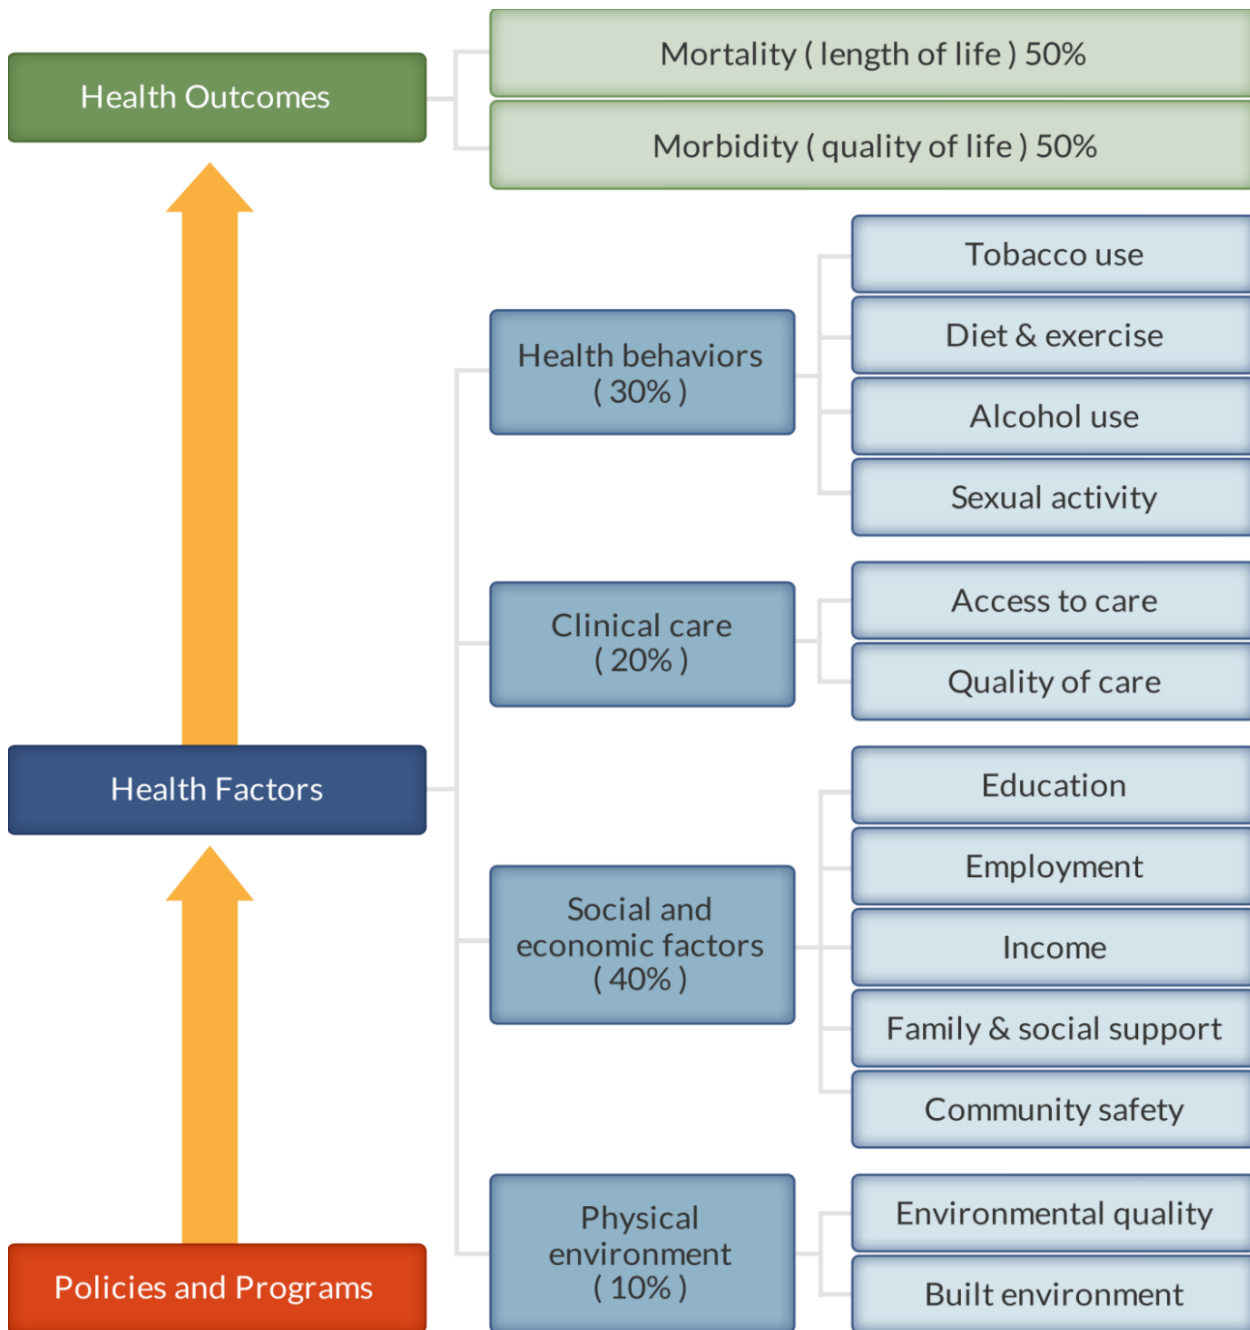 Health Outcomes
Mortality ( length of life ) 50%
Morbidity ( quality of life ) 50%
Health Factors
Health behaviors
( 30% )
Tobacco use
Diet & exercise
Alcohol use
Sexual activity
Clinical care
( 20% )
Access to care
Quality of care
Social and
economic factors
( 40% )
Education
Employment
Income
Family & social support
Community safety
Physical
environment
( 10% )
Environmental quality
Built environment
Policies and Programs